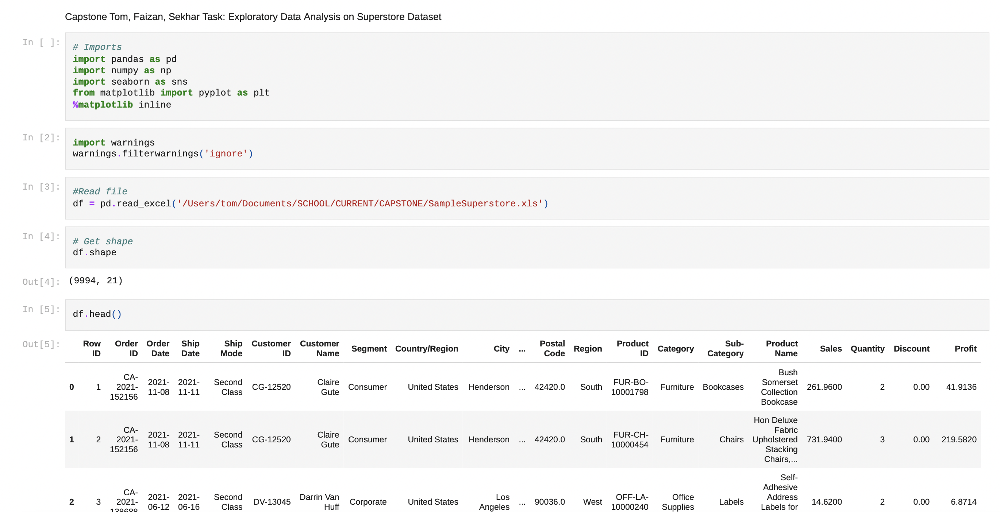 Capstone Tom, Faizan, Sekhar Task: Exploratory Data Analysis on Superstore Dataset
In [ ]:
# Imports
import pandas as pd
import numpy as np
import seaborn as sns
from matplotlib import pyplot as plt
%matplotlib inline
In [2]:
import warnings
warnings.filterwarnings('ignore')
In [3]:
#Read file
df = pd.read_excel('/Users/tom/Documents/SCHOOL/CURRENT/CAPSTONE/SampleSuperstore.xls')
In [4]:
# Get shape
df.shape
Out[4]: (9994, 21)
In [5]:
df.head()
Out[5]:
Row ID Order ID Order Date Ship Date Ship Mode Customer ID Customer Name Segment Country/Region City ... Postal Code Region Product ID Category Sub-Category Product Name Sales Quantity Discount Profit
0 1 CA-2021-152156 2021-11-08 2021-11-11 Second Class CG-12520 Claire Gute Consumer United States Henderson ... 42420.0 South FUR-BO-10001798 Furniture Bookcases Bush Somerset Collection Bookcase 261.9600 2 0.00 41.9136
1 2 CA-2021-152156 2021-11-08 2021-11-11 Second Class CG-12520 Claire Gute Consumer United States Henderson ... 42420.0 South FUR-CH-10000454 Furniture Chairs Hon Deluxe Fabric Upholstered Stacking Chairs,... 731.9400 3 0.00 219.5820
2 3 CA-2021-138688 2021-06-12 2021-06-16 Second Class DV-13045 Darrin Van Huff Corporate United States Los Angeles ... 90036.0 West OFF-LA-10000240 Office Supplies Labels Self-Adhesive Address Labels for 14.6200 2 0.00 6.8714